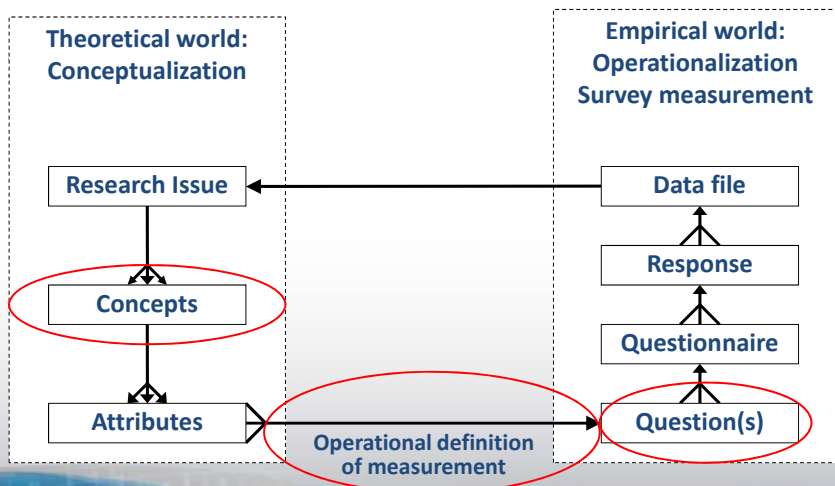 Theoretical world:
Conceptualization
Empirical world:
Operationalization
Survey measurement
Research Issue
Data file
Concepts
Response
Questionnaire
Attributes
Operational definition
of measurement
Question(s)